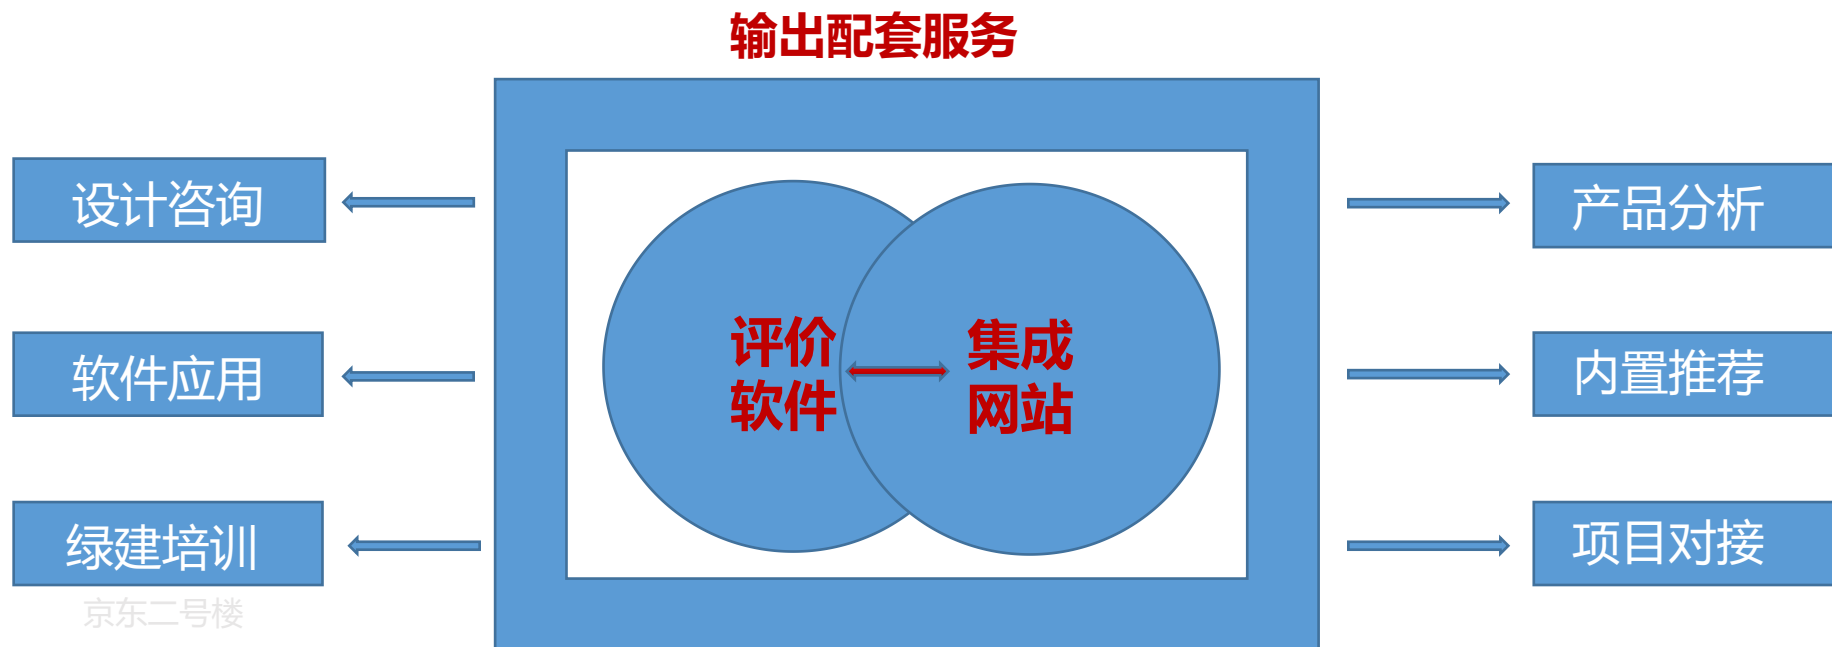 输出配套服务
设计咨询
软件应用
绿建培训
京东二号楼
评价
软件
集成
网站
产品分析
内置推荐
项目对接